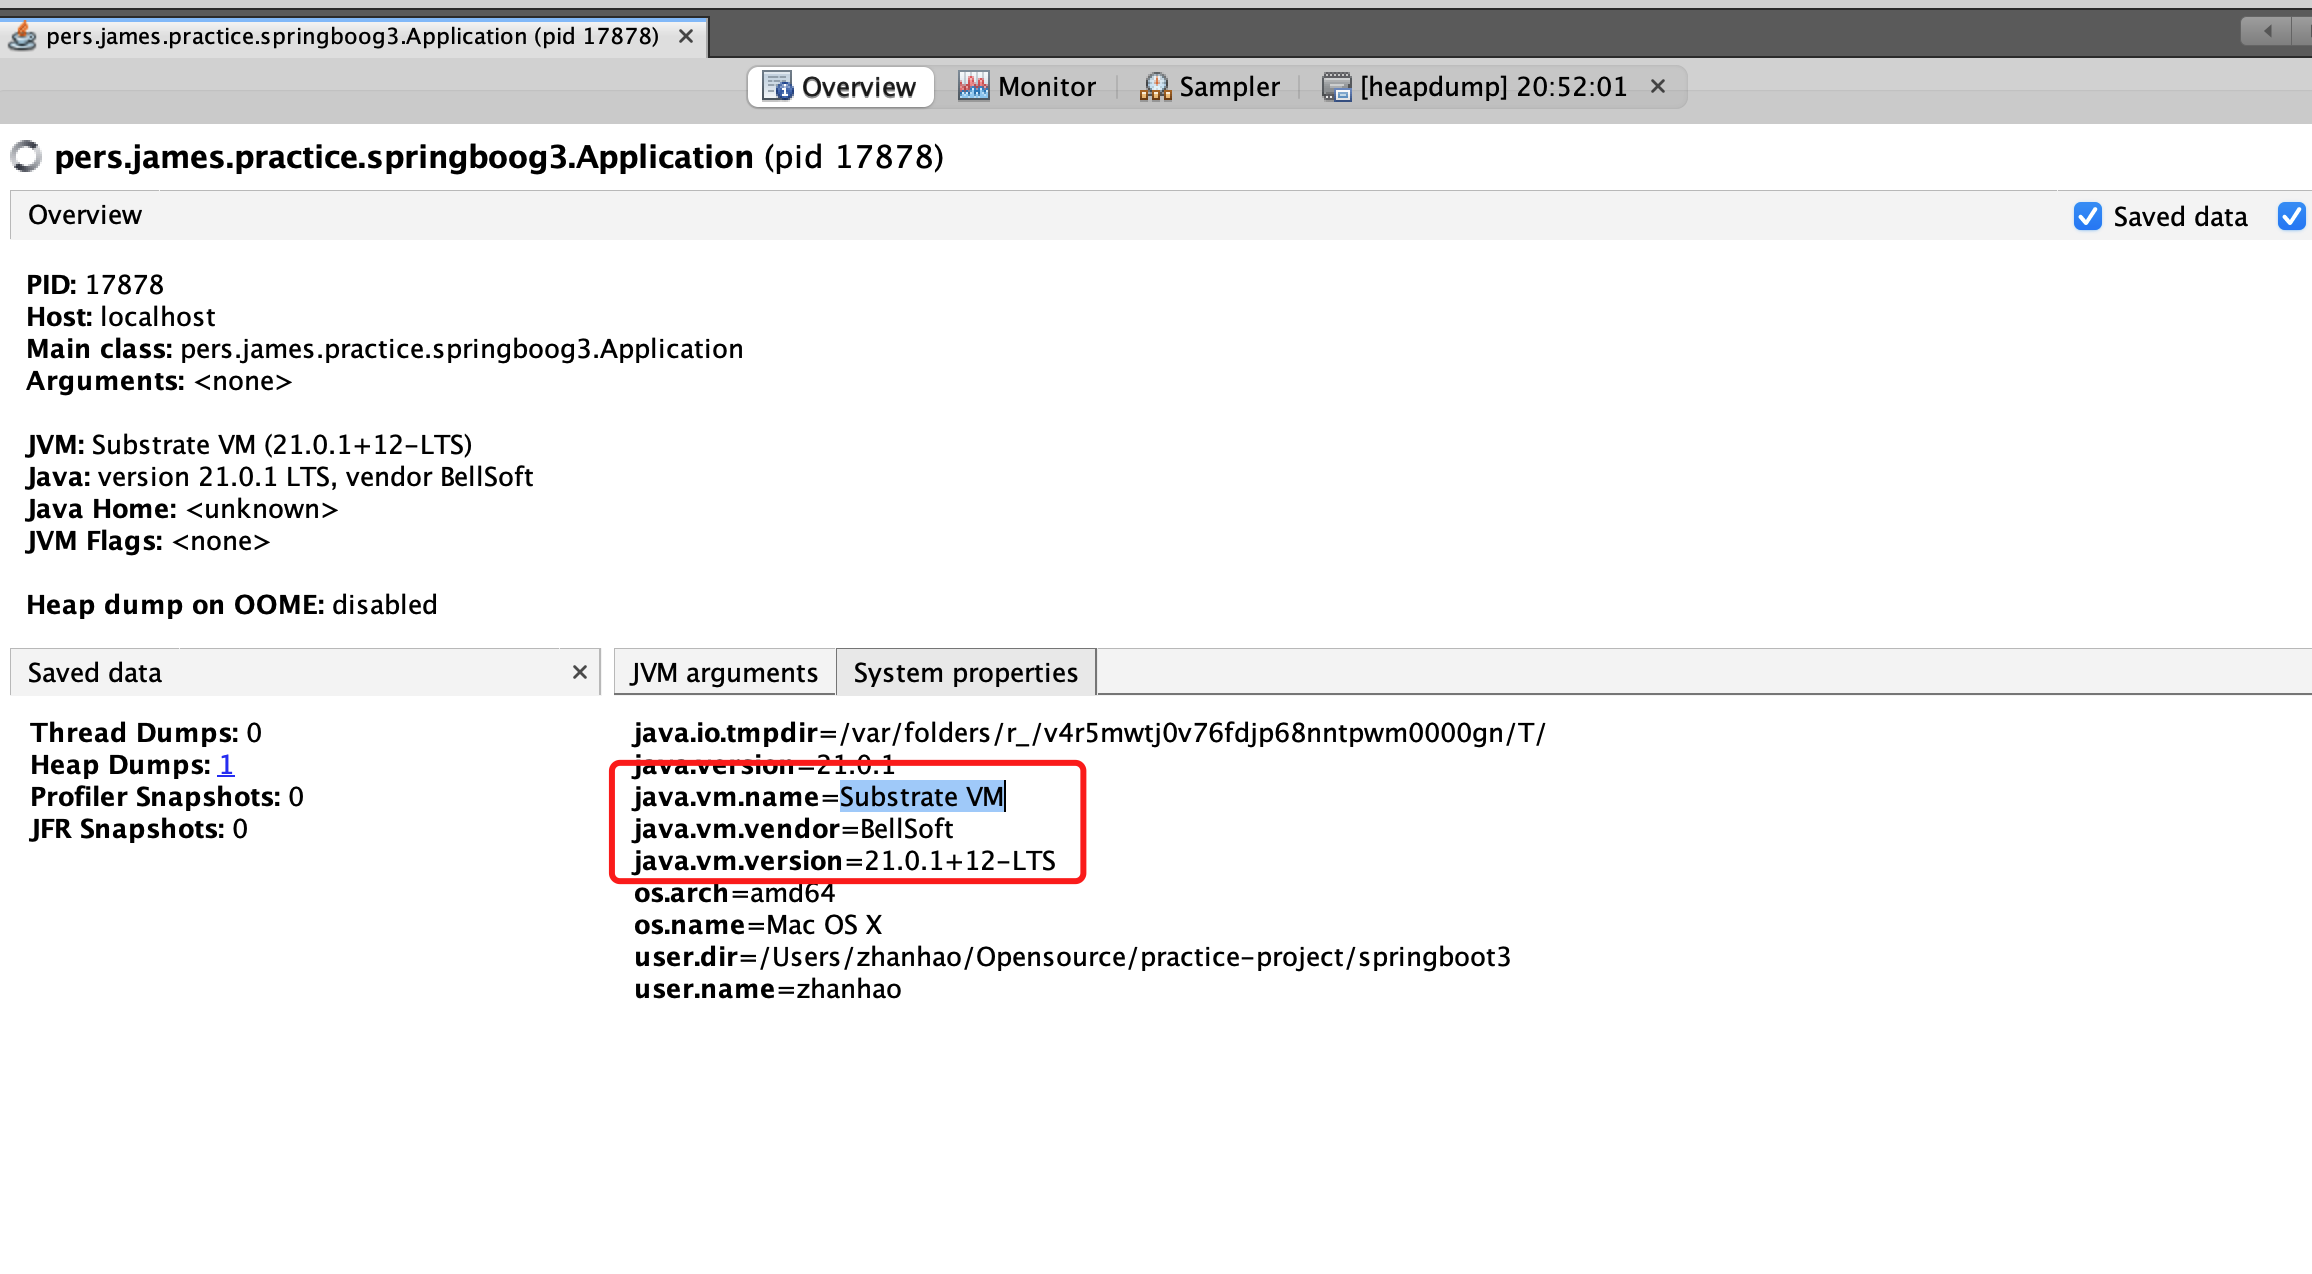 pers.james.practice.springboog3.Application (pid 17878)
Overview Monitor Sampler [heapdump] 20:52:01
pers.james.practice.springboog3.Application (pid 17878)
Overview Saved data
PID: 17878
Host: localhost
Main class: pers.james.practice.springboog3.Application
Arguments: <none>
JVM: Substrate VM (21.0.1+12-LTS)
Java: version 21.0.1 LTS, vendor BellSoft
Java Home: <unknown>
JVM Flags: <none>
Heap dump on OOME: disabled
Saved data
Thread Dumps: 0
Heap Dumps: 1
Profiler Snapshots: 0
JFR Snapshots: 0
JVM arguments System properties
java.io.tmpdir=/var/folders/r_/v4r5mwtj0v76fdjp68nntpwm0000gn/T/
java.version=21.0.1
java.vm.name=Substrate VM
java.vm.vendor=BellSoft
java.vm.version=21.0.1+12-LTS
os.arch=amd64
os.name=Mac OS X
user.dir=/Users/zhanhao/Opensource/practice-project/springboot3
user.name=zhanhao